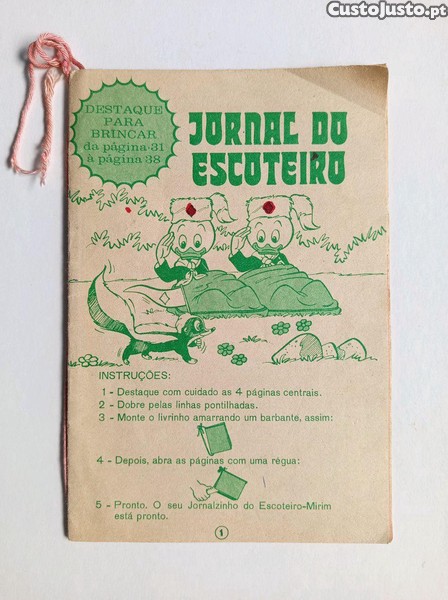 CustoJusto.pt
DESTAQUE
PARA
BRINCAR
da página 31
à página 38
JORNAL DO
ESCOTEIRO
INSTRUÇÕES:
1 - Destaque com cuidado as 4 páginas centrais.
2 - Dobre pelas linhas pontilhadas.
3 - Monte o livrinho amarrando um barbante, assim:
4 - Depois, abra as páginas com uma régua:
5 - Pronto. O seu Jornalzinho do Escoteiro-Mirim
está pronto.
1